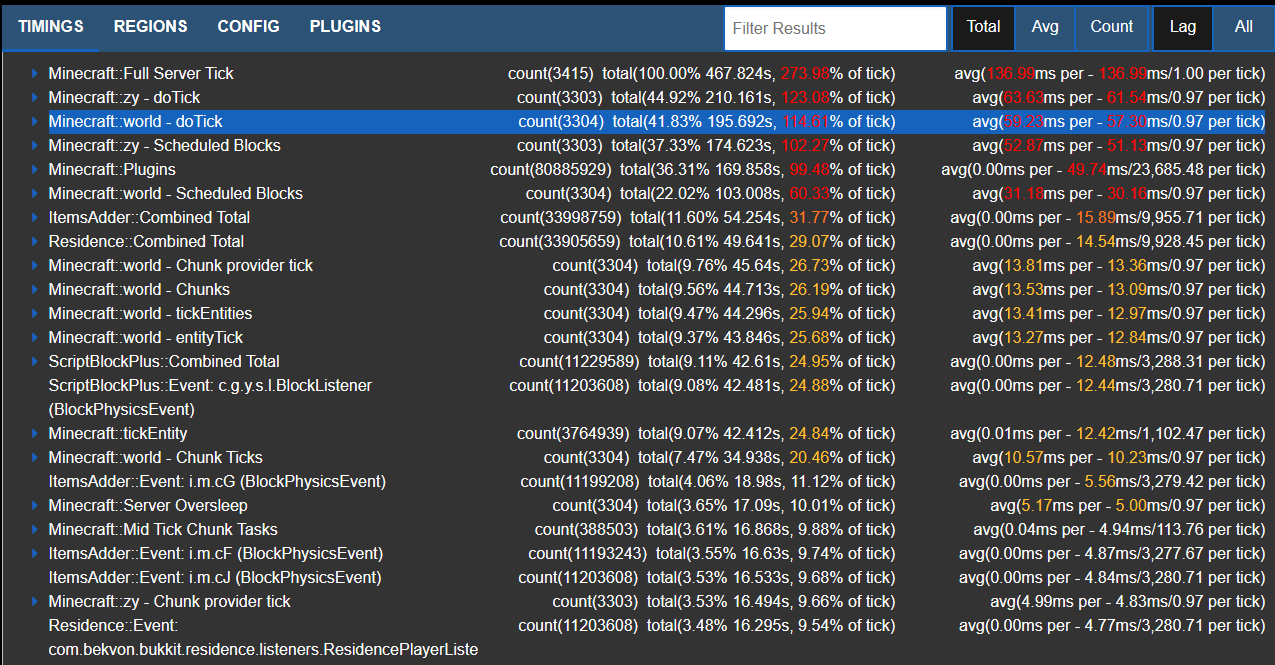 TIMINGS REGIONS CONFIG PLUGINS Filter Results Total Avg Count Lag All
Minecraft::Full Server Tick count(3415) total(100.00% 467.824s, 273.98% of tick) avg(136.99ms per - 136.99ms/1.00 per tick)
Minecraft::zy - doTick count(3303) total(44.92% 210.161s, 123.08% of tick) avg(63.63ms per - 61.54ms/0.97 per tick)
Minecraft::world - doTick count(3304) total(41.83% 195.692s, 114.61% of tick) avg(59.23ms per - 57.30ms/0.97 per tick)
Minecraft::zy - Scheduled Blocks count(3303) total(37.33% 174.623s, 102.27% of tick) avg(52.87ms per - 51.13ms/0.97 per tick)
Minecraft::Plugins count(80885929) total(36.31% 169.858s, 99.48% of tick) avg(0.00ms per - 49.74ms/23,685.48 per tick)
Minecraft::world - Scheduled Blocks count(3304) total(22.02% 103.008s, 60.33% of tick) avg(31.18ms per - 30.16ms/0.97 per tick)
ItemsAdder::Combined Total count(33998759) total(11.60% 54.254s, 31.77% of tick) avg(0.00ms per - 15.89ms/9,955.71 per tick)
Residence::Combined Total count(33905659) total(10.61% 49.641s, 29.07% of tick) avg(0.00ms per - 14.54ms/9,928.45 per tick)
Minecraft::world - Chunk provider tick count(3304) total(9.76% 45.64s, 26.73% of tick) avg(13.81ms per - 13.36ms/0.97 per tick)
Minecraft::world - Chunks count(3304) total(9.56% 44.713s, 26.19% of tick) avg(13.53ms per - 13.09ms/0.97 per tick)
Minecraft::world - tickEntities count(3304) total(9.47% 44.296s, 25.94% of tick) avg(13.41ms per - 12.97ms/0.97 per tick)
Minecraft::world - entityTick count(3304) total(9.37% 43.846s, 25.68% of tick) avg(13.27ms per - 12.84ms/0.97 per tick)
ScriptBlockPlus::Combined Total count(11229589) total(9.11% 42.61s, 24.95% of tick) avg(0.00ms per - 12.48ms/3,288.31 per tick)
ScriptBlockPlus::Event: c.g.y.s.l.BlockListener count(11203608) total(9.08% 42.481s, 24.88% of tick) avg(0.00ms per - 12.44ms/3,280.71 per tick)
(BlockPhysicsEvent)
Minecraft::tickEntity count(3764939) total(9.07% 42.412s, 24.84% of tick) avg(0.01ms per - 12.42ms/1,102.47 per tick)
Minecraft::world - Chunk Ticks count(3304) total(7.47% 34.938s, 20.46% of tick) avg(10.57ms per - 10.23ms/0.97 per tick)
ItemsAdder::Event: i.m.cG (BlockPhysicsEvent) count(11199208) total(4.06% 18.98s, 11.12% of tick) avg(0.00ms per - 5.56ms/3,279.42 per tick)
Minecraft::Server Oversleep count(3304) total(3.65% 17.09s, 10.01% of tick) avg(5.17ms per - 5.00ms/0.97 per tick)
Minecraft::Mid Tick Chunk Tasks count(388503) total(3.61% 16.868s, 9.88% of tick) avg(0.04ms per - 4.94ms/113.76 per tick)
ItemsAdder::Event: i.m.cF (BlockPhysicsEvent) count(11193243) total(3.55% 16.63s, 9.74% of tick) avg(0.00ms per - 4.87ms/3,277.67 per tick)
ItemsAdder::Event: i.m.cJ (BlockPhysicsEvent) count(11203608) total(3.53% 16.533s, 9.68% of tick) avg(0.00ms per - 4.84ms/3,280.71 per tick)
Minecraft::zy - Chunk provider tick count(3303) total(3.53% 16.494s, 9.66% of tick) avg(4.99ms per - 4.83ms/0.97 per tick)
Residence::Event: count(11203608) total(3.48% 16.295s, 9.54% of tick) avg(0.00ms per - 4.77ms/3,280.71 per tick)
com.bekvon.bukkit.residence.listeners.ResidencePlayerListe